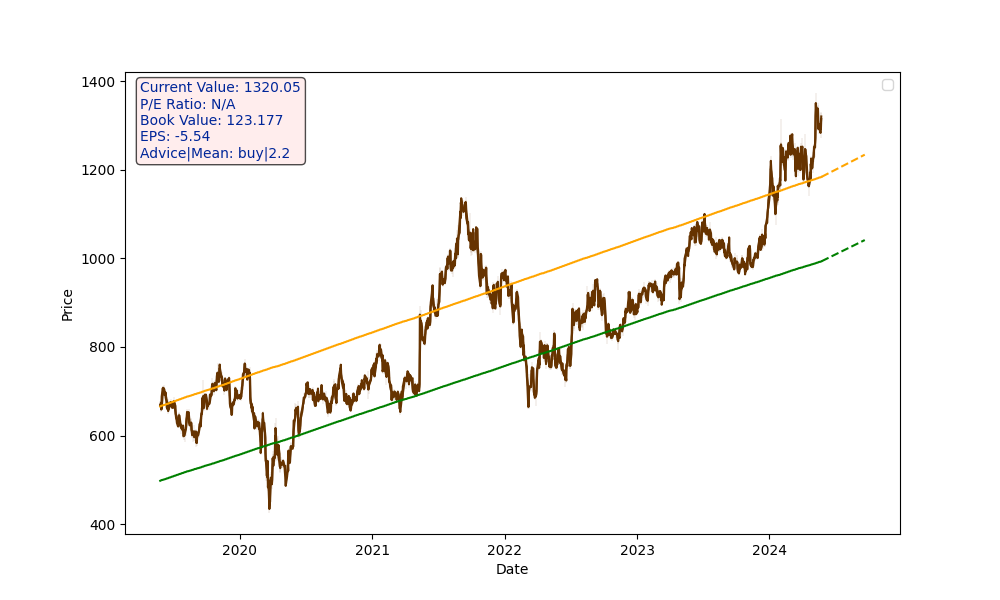 Current Value: 1320.05
P/E Ratio: N/A
Book Value: 123.177
EPS: -5.54
Advice|Mean: buy|2.2
1400
1200
1000
800
600
400
Price
2020
2021
2022
2023
2024
Date